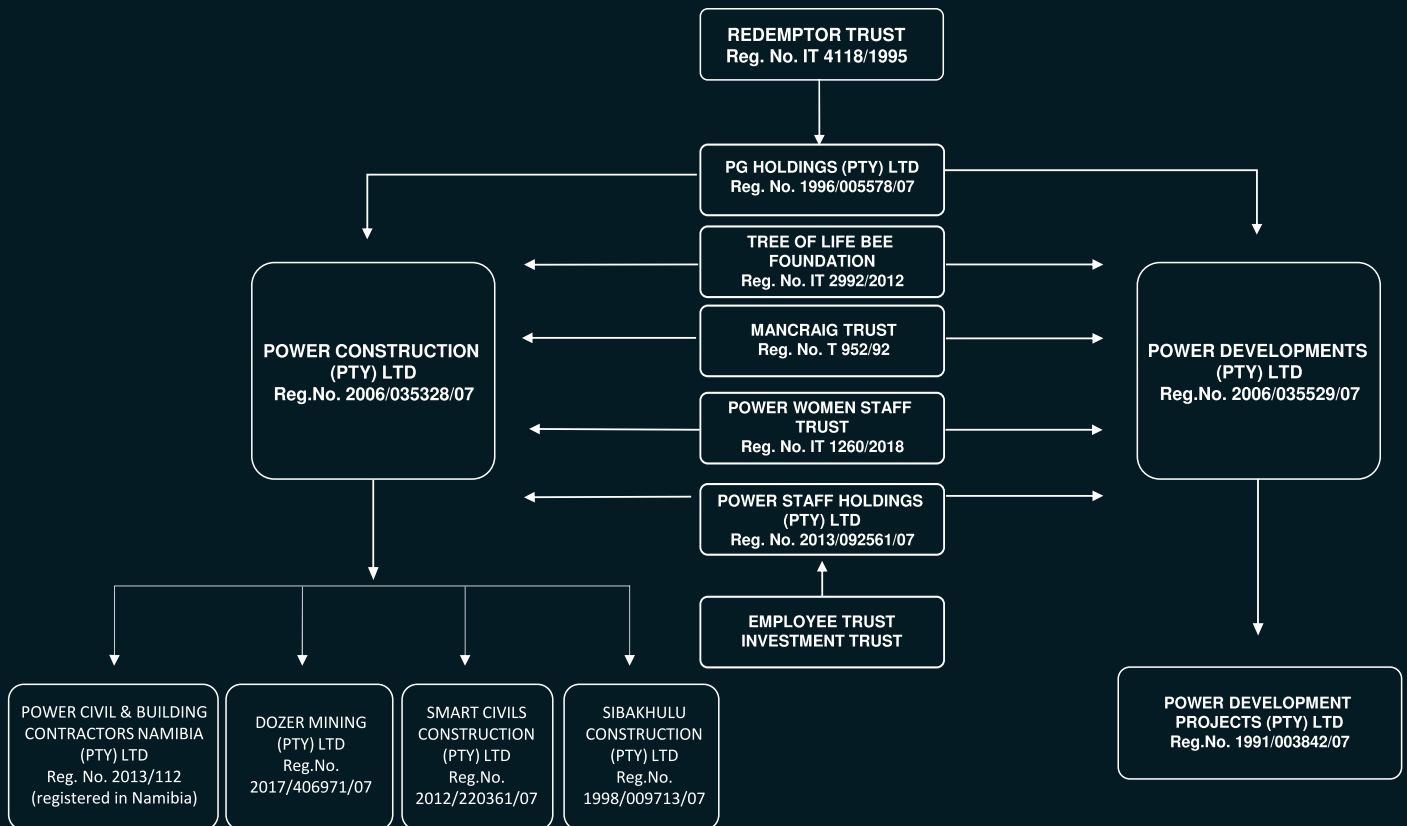 REDEMPTOR TRUST
Reg. No. IT 4118/1995
PG HOLDINGS (PTY) LTD
Reg. No. 1996/005578/07
TREE OF LIFE BEE
FOUNDATION
Reg. No. IT 2992/2012
MANCRAIG TRUST
Reg. No. T 952/92
POWER WOMEN STAFF
TRUST
Reg. No. IT 1260/2018
POWER STAFF HOLDINGS
(PTY) LTD
Reg. No. 2013/092561/07
EMPLOYEE TRUST
INVESTMENT TRUST
POWER CONSTRUCTION
(PTY) LTD
Reg.No. 2006/035328/07
POWER DEVELOPMENTS
(PTY) LTD
Reg.No. 2006/035529/07
POWER CIVIL & BUILDING
CONTRACTORS NAMIBIA
(PTY) LTD
Reg. No. 2013/112
(registered in Namibia)
DOZER MINING
(PTY) LTD
Reg.No.
2017/406971/07
SMART CIVILS
CONSTRUCTION
(PTY) LTD
Reg.No.
2012/220361/07
SIBAKHULU
CONSTRUCTION
(PTY) LTD
Reg.No.
1998/009713/07
POWER DEVELOPMENT
PROJECTS (PTY) LTD
Reg.No. 1991/003842/07